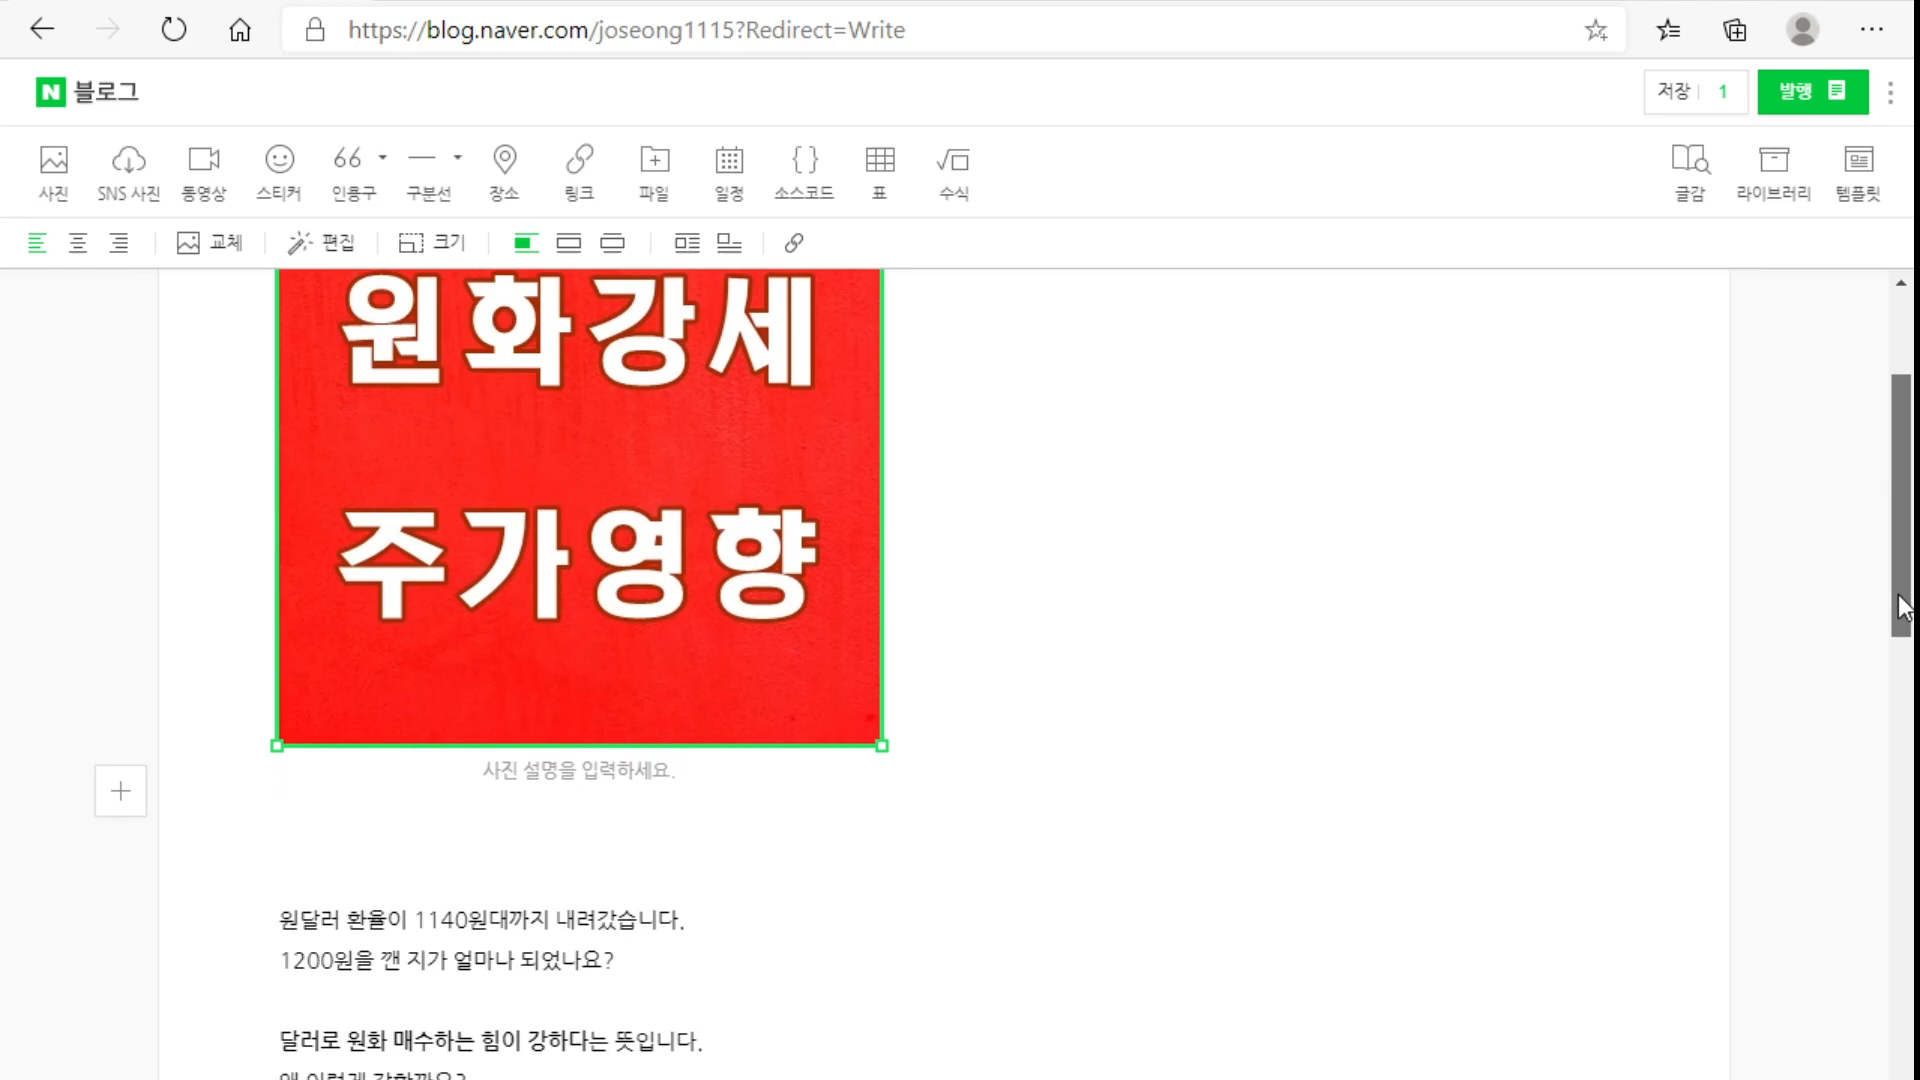 https://blog.naver.com/joseong1115?Redirect=Write
N 블로그
저장 1 발행
66
사진 SNS 사진 동영상 스티커 인용구 구분선 장소 링크 파일 일정 소스코드 표 수식 글감 라이브러리 템플릿
교체 편집 크기
원화강세
주가영향
사진 설명을 입력하세요.
원달러 환율이 1140원대까지 내려갔습니다.
1200원을 깬 지가 얼마나 되었나요?
달러로 원화 매수하는 힘이 강하다는 뜻입니다.